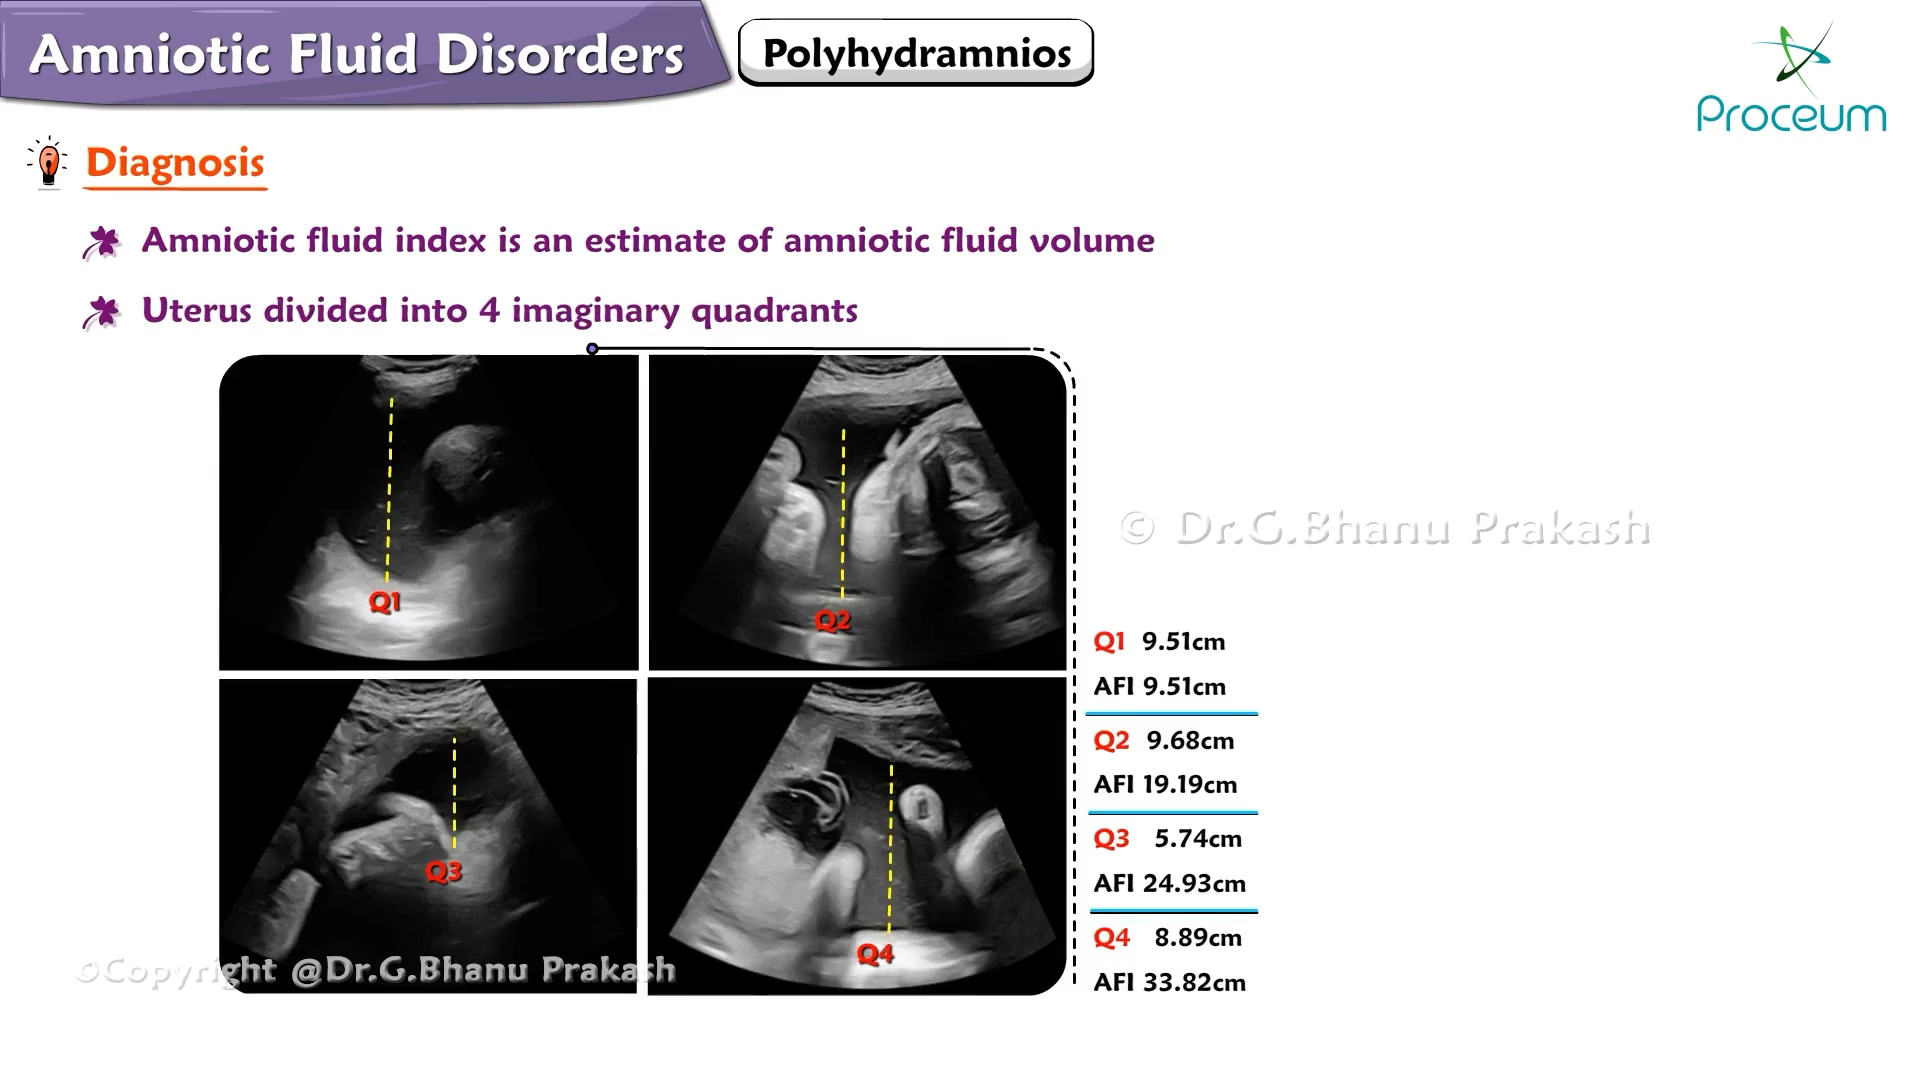 Amniotic Fluid Disorders
Polyhydramnios
Proceum
Diagnosis
Amniotic fluid index is an estimate of amniotic fluid volume
Uterus divided into 4 imaginary quadrants
Q1
Q2
Q3
Q4
© Dr.G.Bhanu Prakash
Q1 9.51cm
AFI 9.51cm
Q2 9.68cm
AFI 19.19cm
Q3 5.74cm
AFI 24.93cm
Q4 8.89cm
AFI 33.82cm
©Copyright @Dr.G.Bhanu Prakash